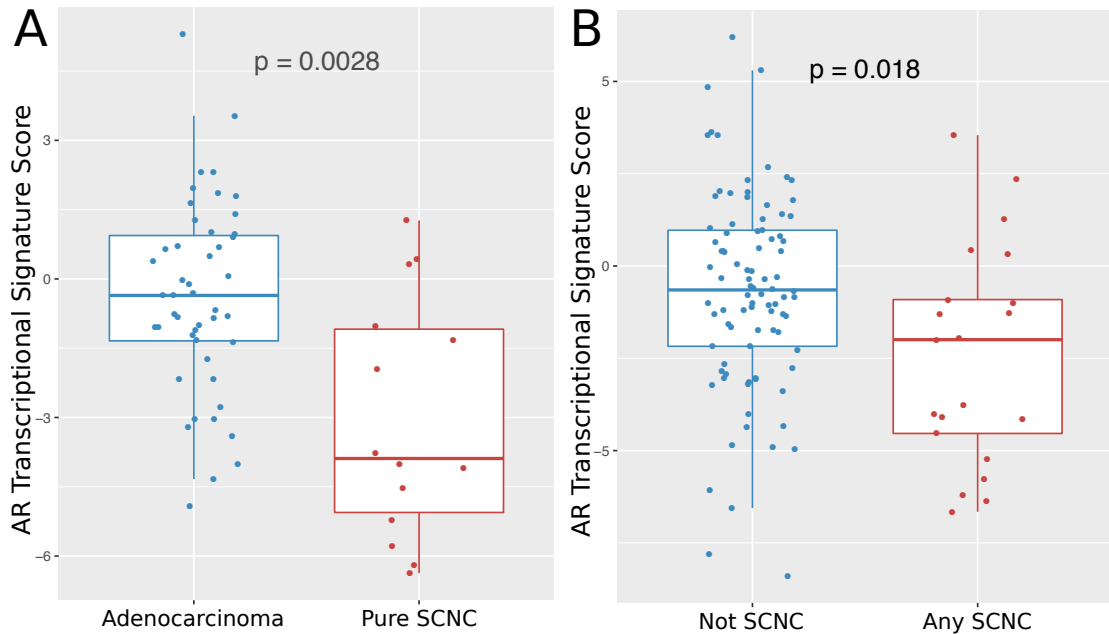 A
p = 0.0028
AR Transcriptional Signature Score
3
0
−3
−6
Adenocarcinoma
Pure SCNC
B
p = 0.018
AR Transcriptional Signature Score
5
0
−5
Not SCNC
Any SCNC